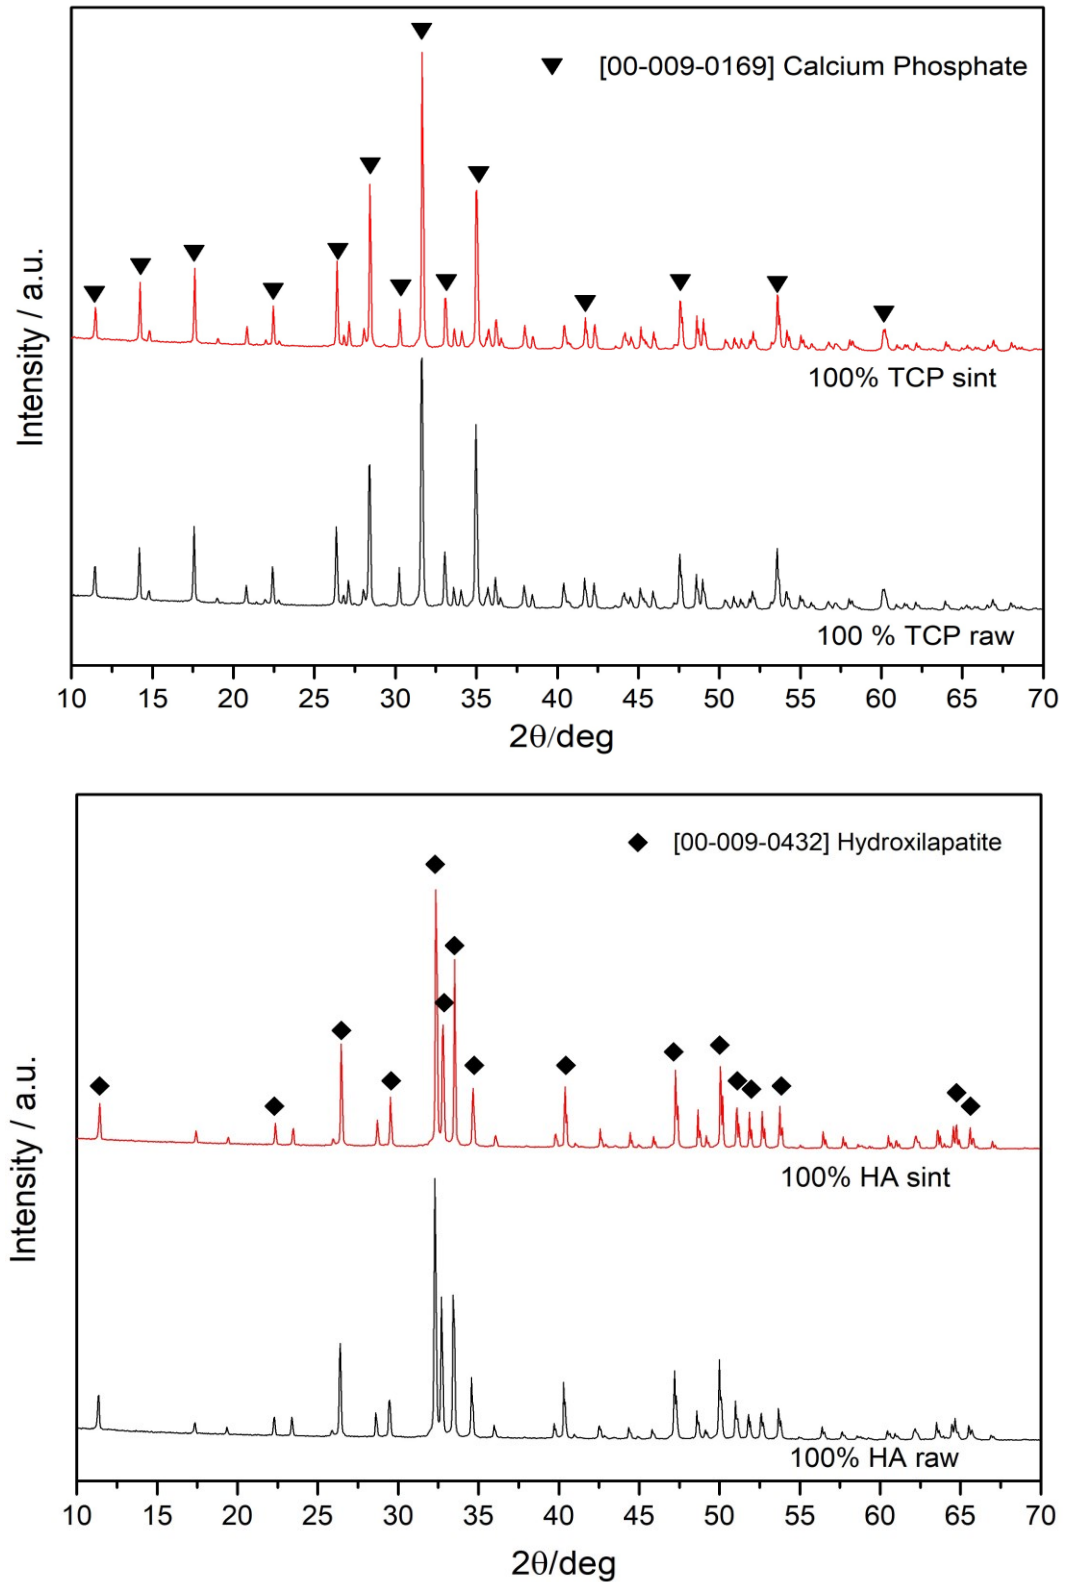 [00-009-0169] Calcium Phosphate
Intensity / a.u.
100% TCP sint
100 % TCP raw
10 15 20 25 30 35 40 45 50 55 60 65 70
2θ/deg
[00-009-0432] Hydroxilapatite
Intensity / a.u.
100% HA sint
100% HA raw
10 15 20 25 30 35 40 45 50 55 60 65 70
2θ/deg